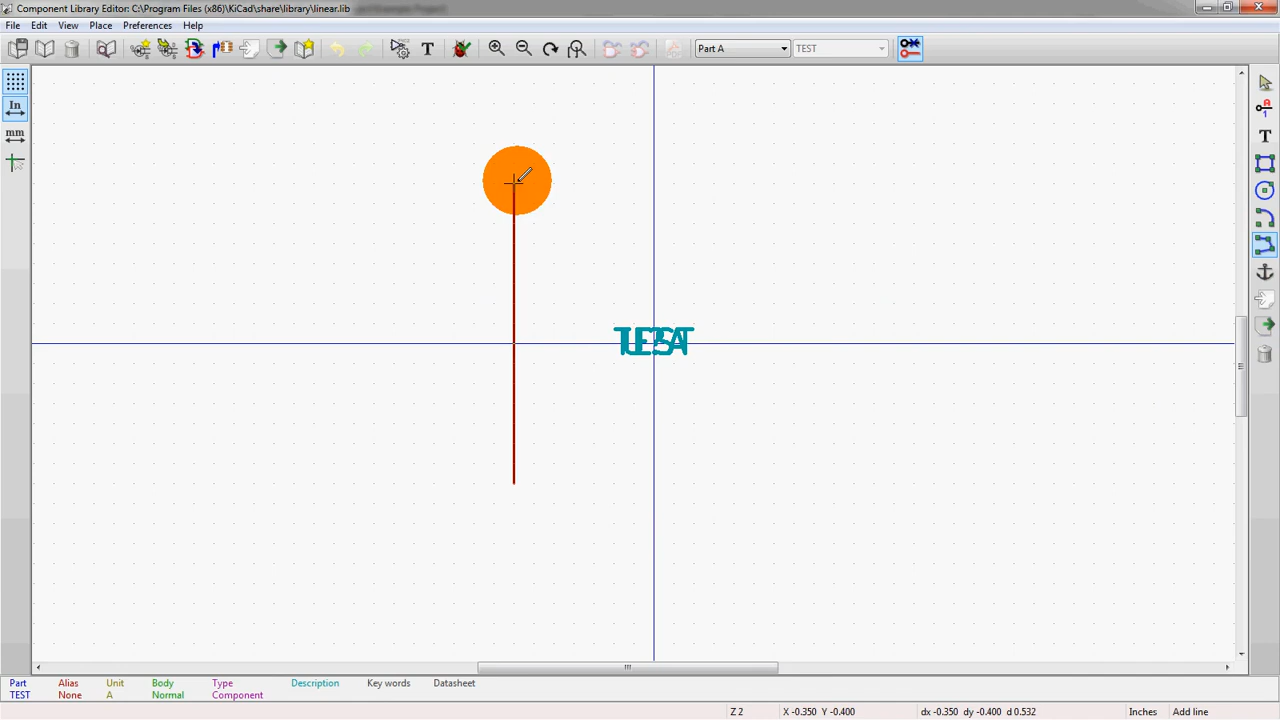 Component Library Editor: C:\Program Files (x86)\KiCad\share\library\linear.lib
File Edit View Place Preferences Help
T
Part A
TEST
In
mm
A
1
T
Part Alias Unit Body Type Description Key words Datasheet
TEST None A Normal Component
Z 2 X -0.350 Y -0.400 dx -0.350 dy -0.400 d 0.532 Inches Add line